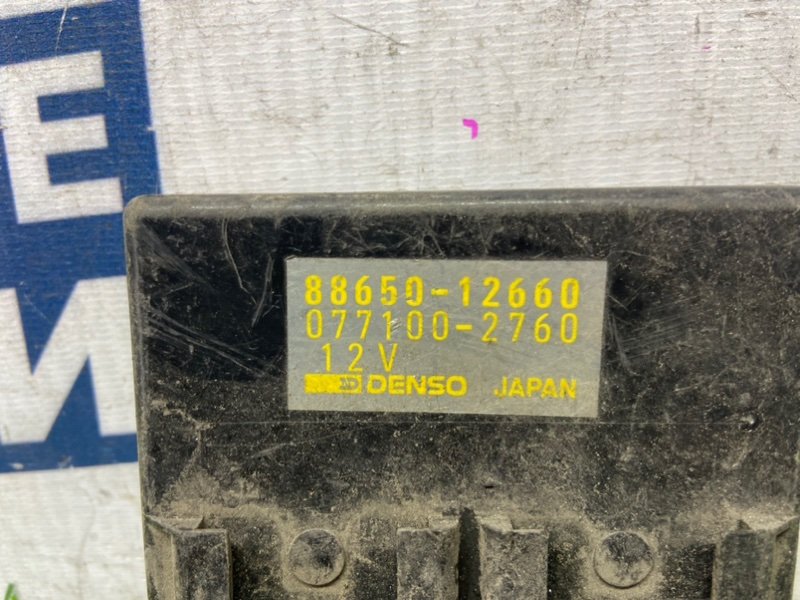 E
И
88650-12660
077100-2760
12V
DENSO JAPAN